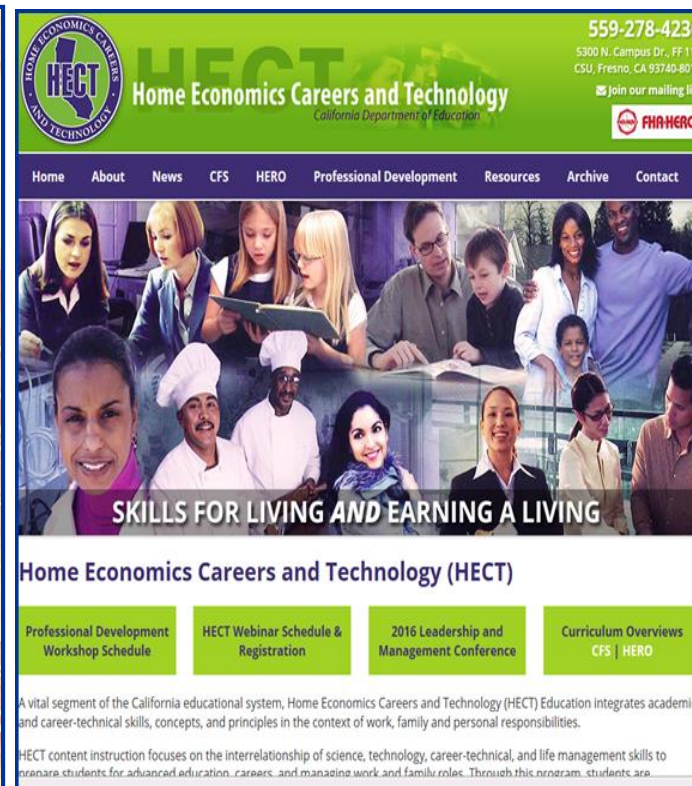 HOME ECONOMICS CAREERS
HECT
AND TECHNOLOGY
HECT
Home Economics Careers and Technology
California Department of Education
559-278-423
5300 N. Campus Dr., FF 1
CSU, Fresno, CA 93740-80
Join our mailing li
FHA-HERO
Home About News CFS HERO Professional Development Resources Archive Contact
SKILLS FOR LIVING AND EARNING A LIVING
Home Economics Careers and Technology (HECT)
Professional Development
Workshop Schedule
HECT Webinar Schedule &
Registration
2016 Leadership and
Management Conference
Curriculum Overviews
CFS | HERO
A vital segment of the California educational system, Home Economics Careers and Technology (HECT) Education integrates academi
and career-technical skills, concepts, and principles in the context of work, family and personal responsibilities.
HECT content instruction focuses on the interrelationship of science, technology, career-technical, and life management skills to
prepare students for advanced education, careers, and managing work and family roles. Through this program, students are